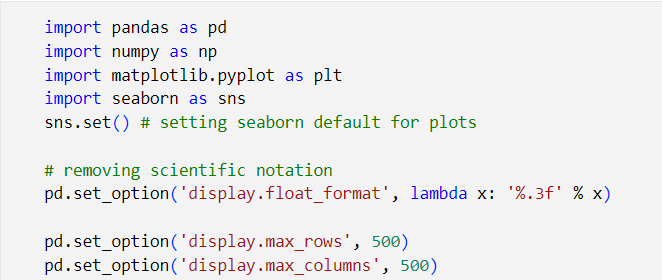 import pandas as pd
import numpy as np
import matplotlib.pyplot as plt
import seaborn as sns
sns.set() # setting seaborn default for plots
# removing scientific notation
pd.set_option('display.float_format', lambda x: '%.3f' % x)
pd.set_option('display.max_rows', 500)
pd.set_option('display.max_columns', 500)